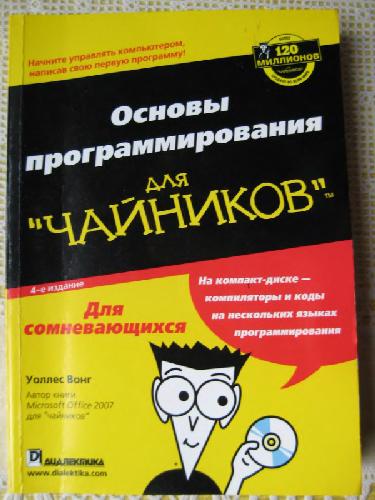 Начните управлять компьютером,
написав свою первую программу!
120
МИЛЛИОНОВ
Основы
программирования
для
"ЧАЙНИКОВ"™
4-е издание
Для
сомневающихся
На компакт-диске —
компиляторы и коды
на нескольких языках
программирования
Уоллес Вонг
Автор книги
Microsoft Office 2007
для "чайников"
ДИАЛЕКТИКА
www.dialektika.com